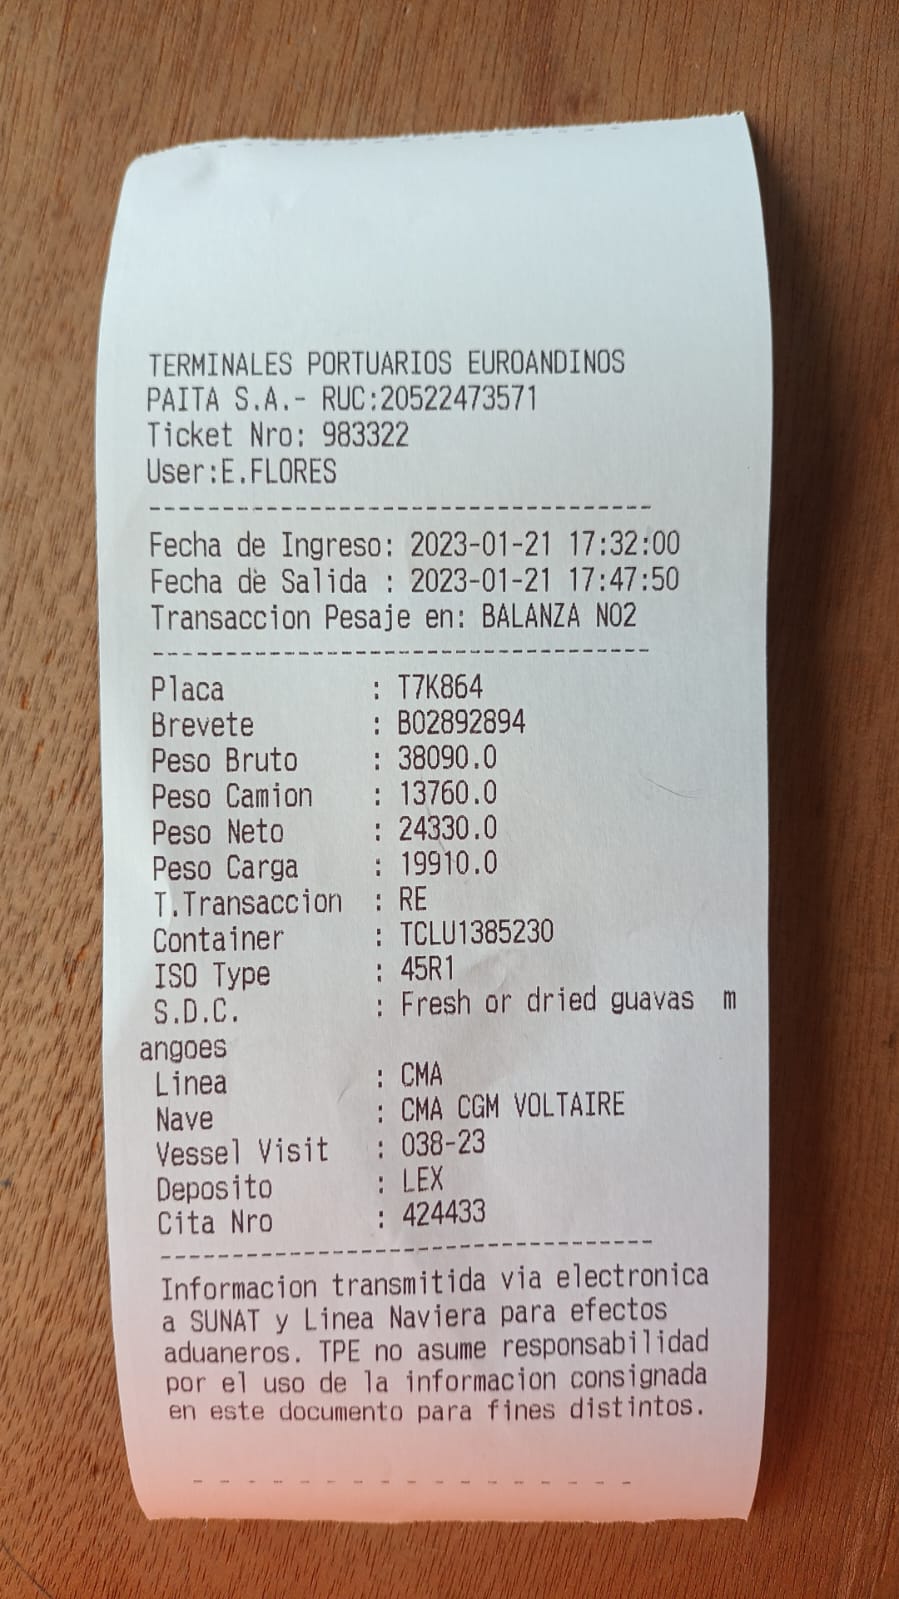 TERMINALES PORTUARIOS EUROANDINOS
PAITA S.A.- RUC:20522473571
Ticket Nro: 983322
User:E.FLORES
----------------------------------
Fecha de Ingreso: 2023-01-21 17:32:00
Fecha de Salida : 2023-01-21 17:47:50
Transaccion Pesaje en: BALANZA NO2
----------------------------------
Placa : T7K864
Brevete : B02892894
Peso Bruto : 38090.0
Peso Camion : 13760.0
Peso Neto : 24330.0
Peso Carga : 19910.0
T.Transaccion : RE
Container : TCLU1385230
ISO Type : 45R1
S.D.C. : Fresh or dried guavas m
angoes
Linea : CMA
Nave : CMA CGM VOLTAIRE
Vessel Visit : 038-23
Deposito : LEX
Cita Nro : 424433
----------------------------------
Informacion transmitida via electronica
a SUNAT y Linea Naviera para efectos
aduaneros. TPE no asume responsabilidad
por el uso de la informacion consignada
en este documento para fines distintos.
- - - - - - - - - - - - - - - - -